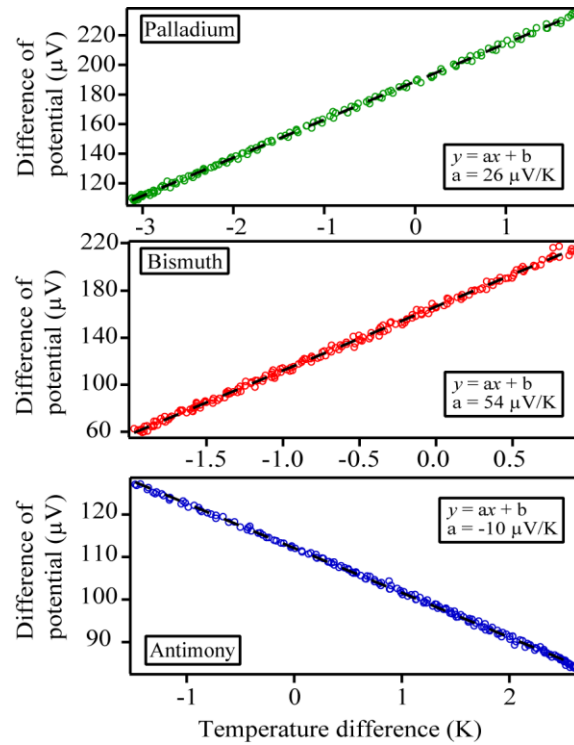 Palladium
Difference of
potential (µV)
220
200
180
160
140
120
y = ax + b
a = 26 µV/K
-3
-2
-1
0
1
Bismuth
Difference of
potential (µV)
220
180
140
100
60
y = ax + b
a = 54 µV/K
-1.5
-1.0
-0.5
0.0
0.5
Difference of
potential (µV)
120
110
100
90
y = ax + b
a = -10 µV/K
Antimony
-1
0
1
2
Temperature difference (K)